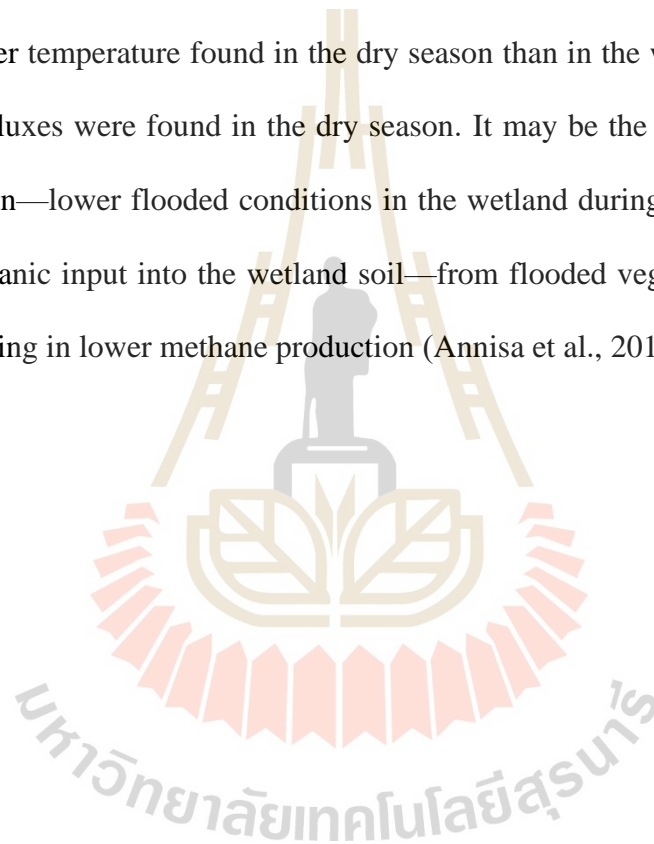 er temperature found in the dry season than in the
luxes were found in the dry season. It may be the
n—lower flooded conditions in the wetland during
anic input into the wetland soil—from flooded veg
ing in lower methane production (Annisa et al., 201
มหาวิทยาลัยเทคโนโลยีสุรนารี